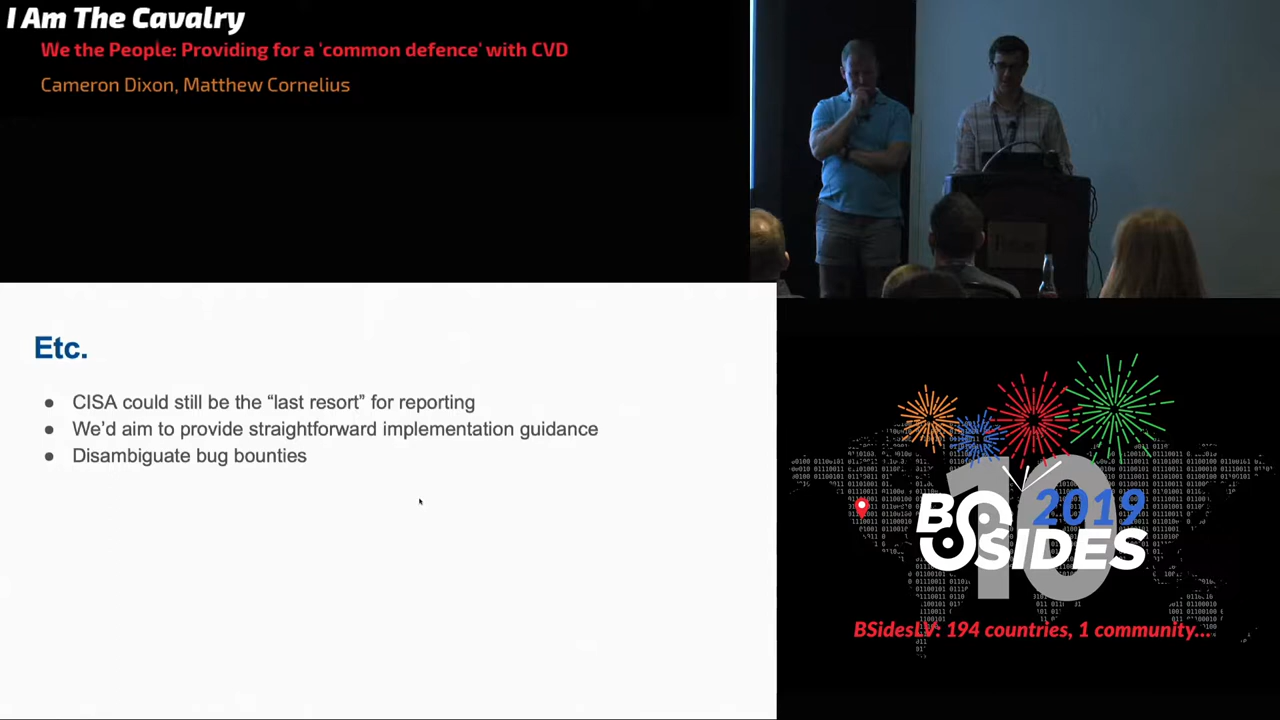 I Am The Cavalry
We the People: Providing for a 'common defence' with CVD
Cameron Dixon, Matthew Cornelius
Etc.
● CISA could still be the “last resort” for reporting
● We’d aim to provide straightforward implementation guidance
● Disambiguate bug bounties
10
2019
BSIDES
BSidesLV: 194 countries, 1 community...